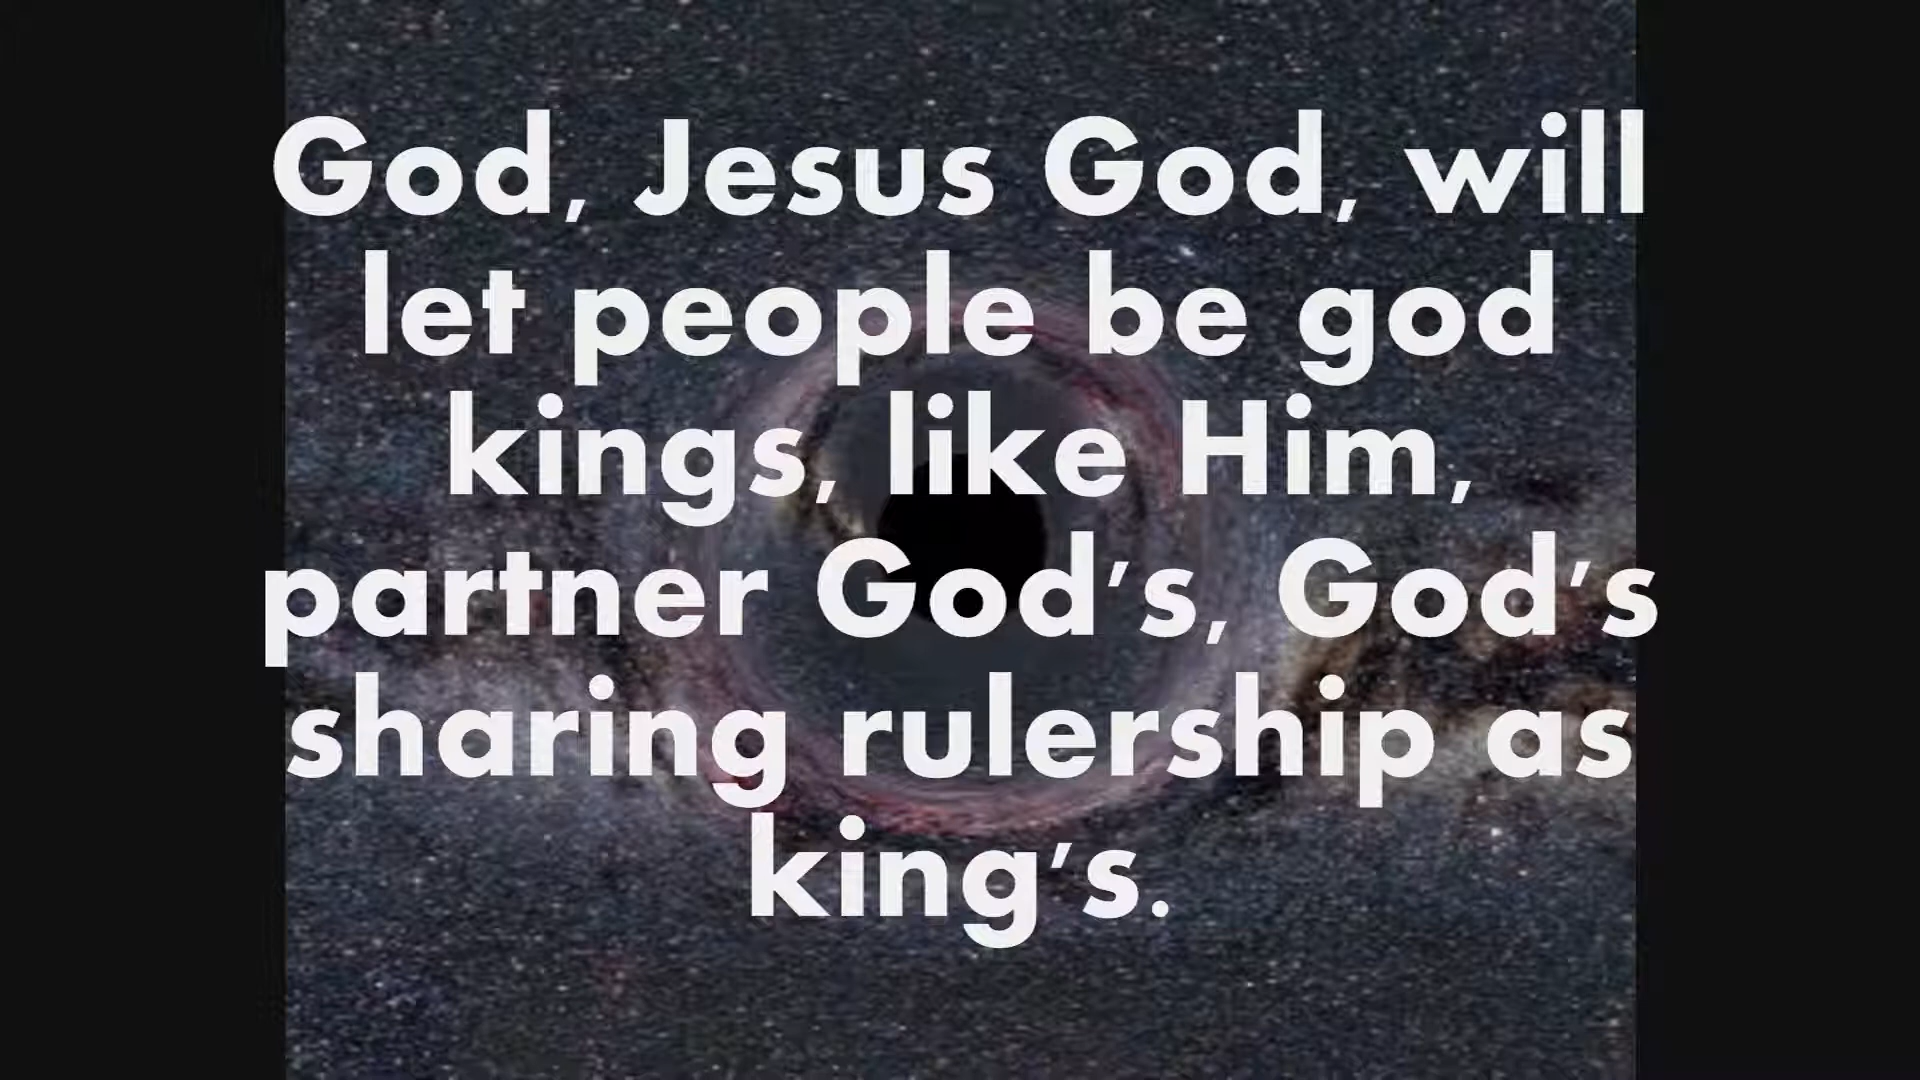 God, Jesus God, will
let people be god
kings, like Him,
partner God's, God's
sharing rulership as
king's.